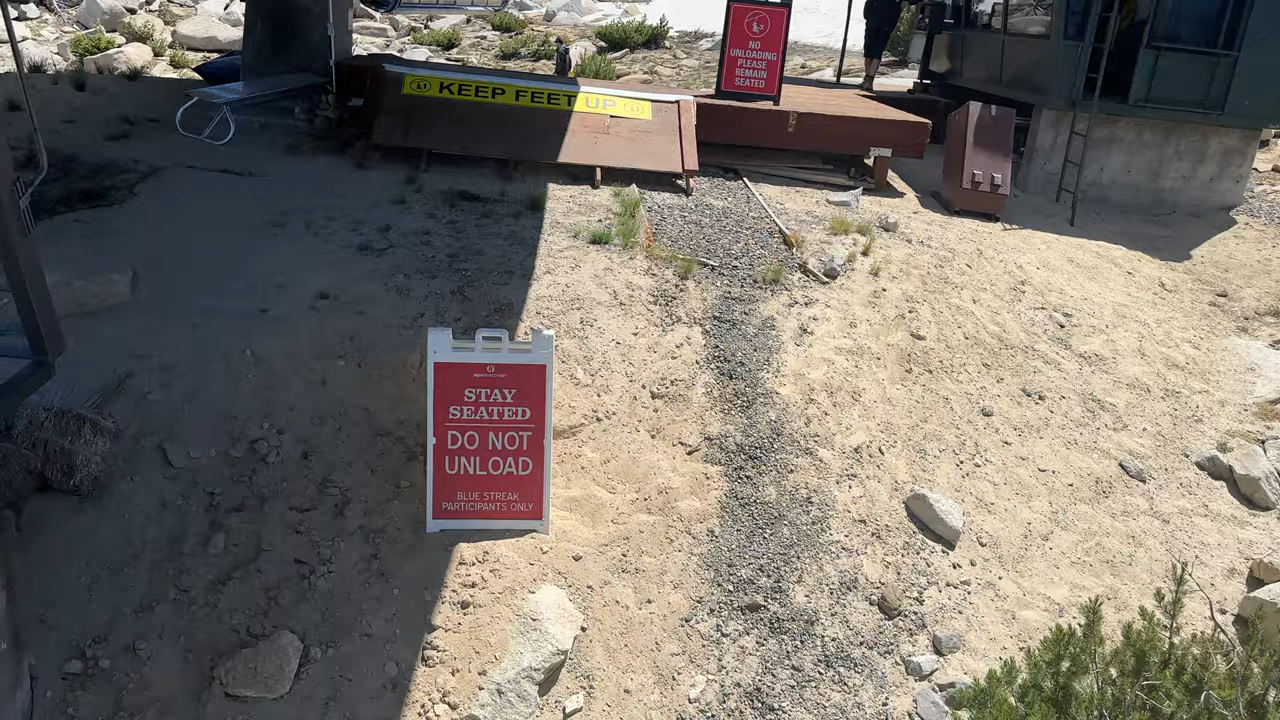 NO
UNLOADING
PLEASE
REMAIN
SEATED
KEEP FEET UP
STAY
SEATED
DO NOT
UNLOAD
BLUE STREAK
PARTICIPANTS ONLY